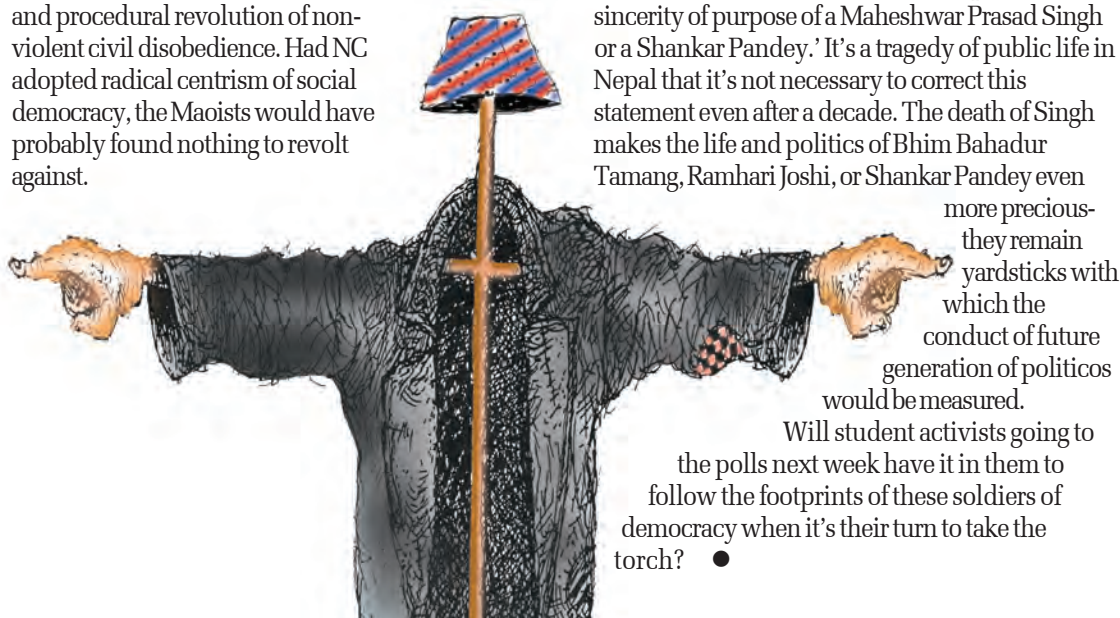 and procedural revolution of non-
violent civil disobedience. Had NC
adopted radical centrism of social
democracy, the Maoists would have
probably found nothing to revolt
against.
sincerity of purpose of a Maheshwar Prasad Singh
or a Shankar Pandey.’ It’s a tragedy of public life in
Nepal that it’s not necessary to correct this
statement even after a decade. The death of Singh
makes the life and politics of Bhim Bahadur
Tamang, Ramhari Joshi, or Shankar Pandey even
more precious-
they remain
yardsticks with
which the
conduct of future
generation of politicos
would be measured.
Will student activists going to
the polls next week have it in them to
follow the footprints of these soldiers of
democracy when it’s their turn to take the
torch? ●